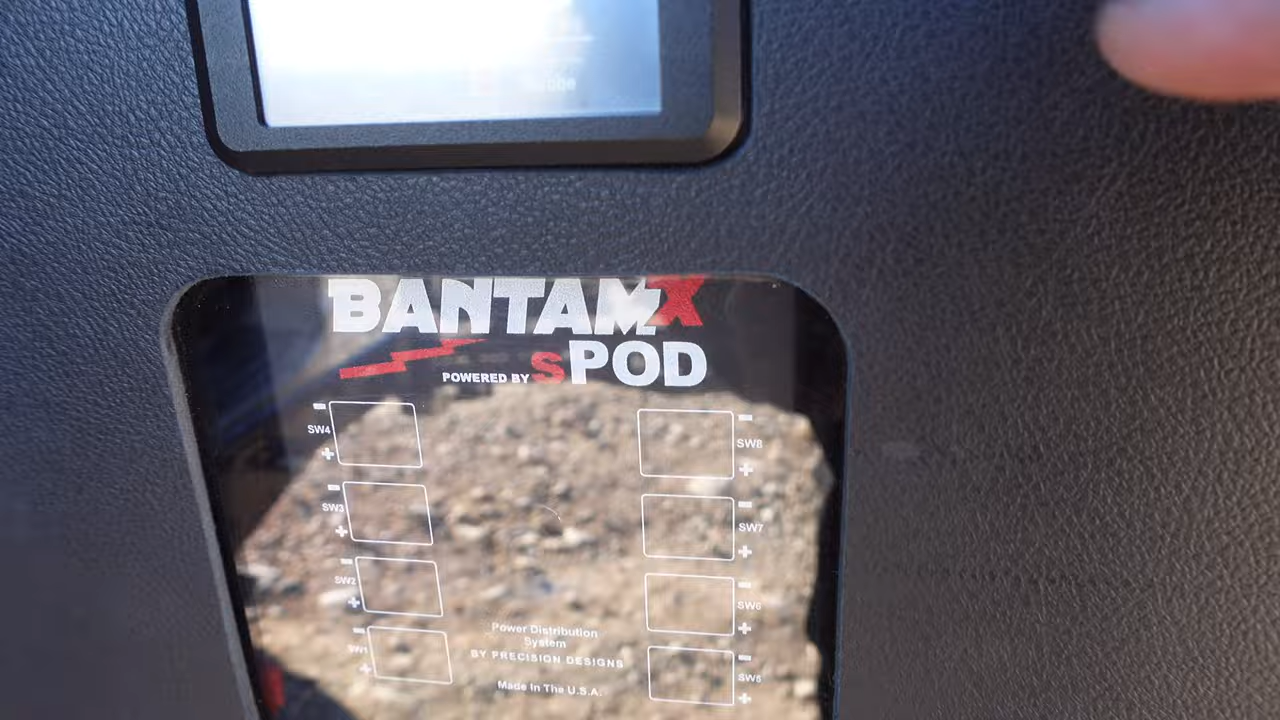 BANTAMX
POWERED BY sPOD
SW4
SW8
SW3
SW7
SW2
SW6
SW1
SW5
Power Distribution
System
BY PRECISION DESIGNS
Made In The U.S.A.